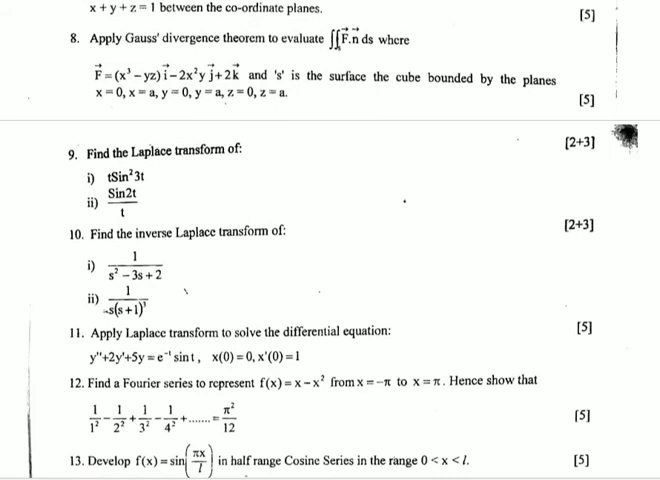 x + y + z = 1 between the co-ordinate planes. [5]
8. Apply Gauss' divergence theorem to evaluate ∬ₛ F⃗.n⃗ ds where
F⃗ = (x³ − yz) i⃗ − 2x²y j⃗ + 2k⃗ and 's' is the surface the cube bounded by the planes
x = 0, x = a, y = 0, y = a, z = 0, z = a. [5]
9. Find the Laplace transform of: [2+3]
i) tSin²3t
ii) Sin2t / t
10. Find the inverse Laplace transform of: [2+3]
i) 1 / (s² − 3s + 2)
ii) 1 / s(s + 1)³
11. Apply Laplace transform to solve the differential equation: [5]
y''+2y'+5y = e⁻ᵗ sin t , x(0) = 0, x'(0) = 1
12. Find a Fourier series to represent f(x) = x − x² from x = −π to x = π. Hence show that
1/1² − 1/2² + 1/3² − 1/4² + ....... = π²/12 [5]
13. Develop f(x) = sin(πx/l) in half range Cosine Series in the range 0 < x < l. [5]